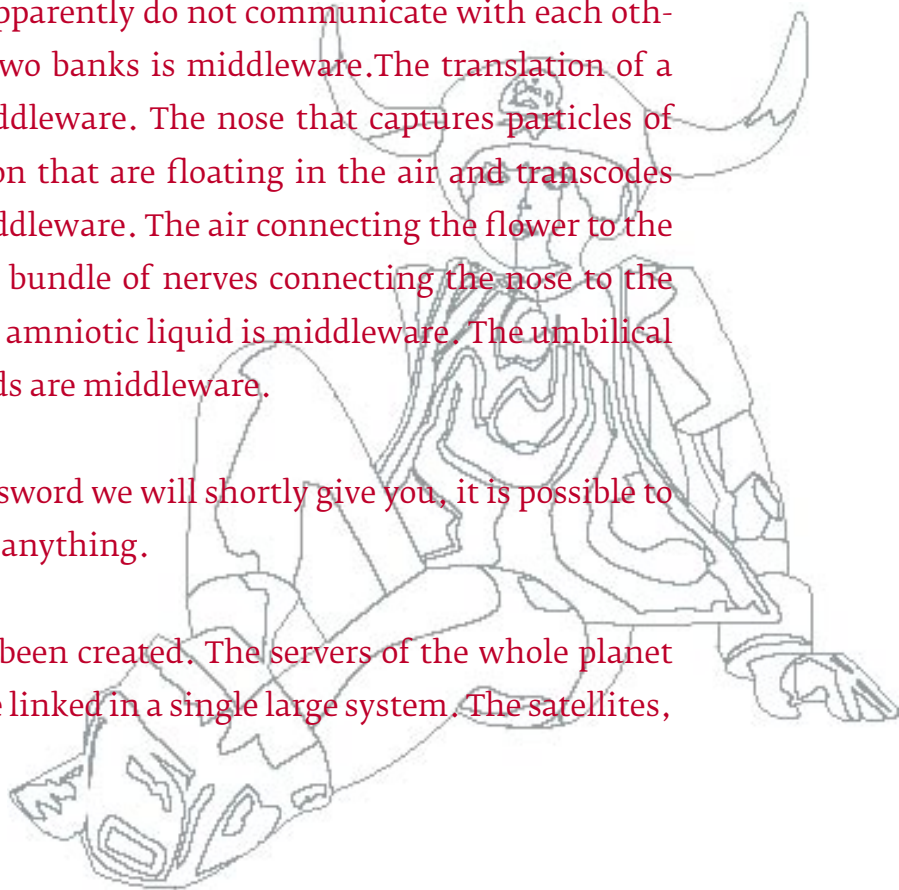 pparently do not communicate with each oth-
wo banks is middleware.The translation of a
ddleware. The nose that captures particles of
on that are floating in the air and transcodes
ddleware. The air connecting the flower to the
bundle of nerves connecting the nose to the
amniotic liquid is middleware. The umbilical
ds are middleware.
sword we will shortly give you, it is possible to
anything.
been created. The servers of the whole planet
e linked in a single large system. The satellites,